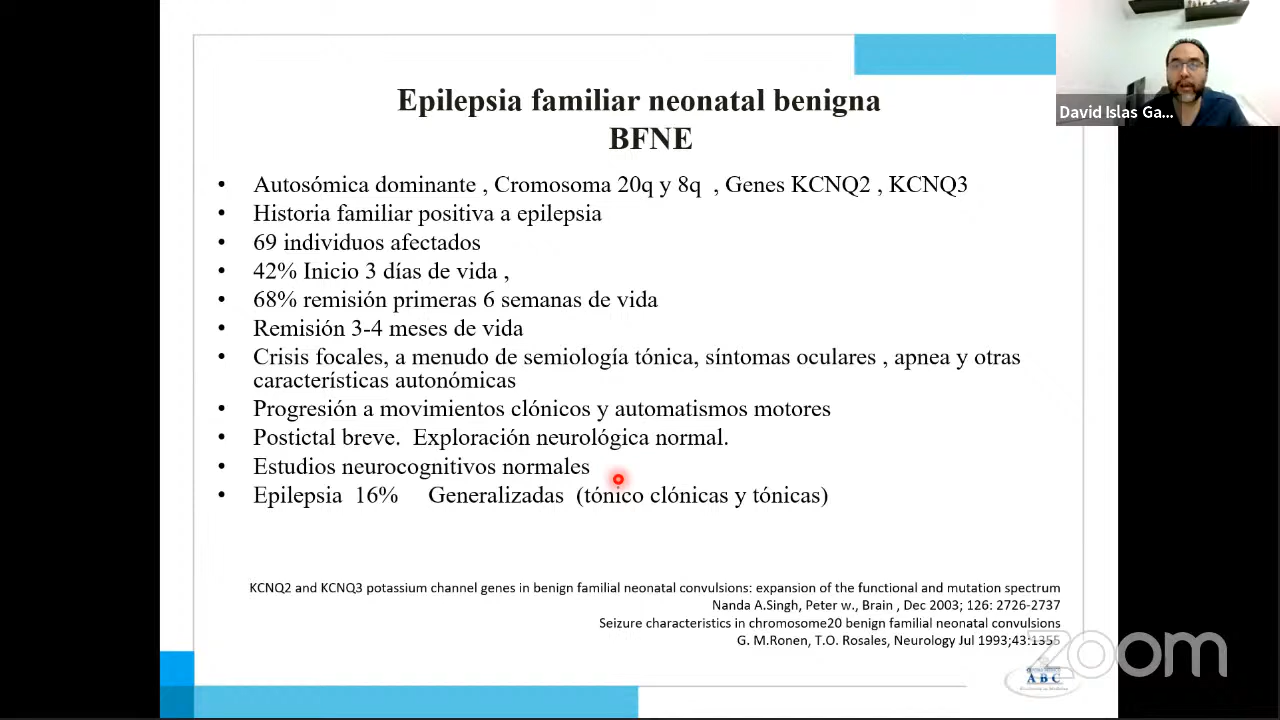 Epilepsia familiar neonatal benigna
BFNE
• Autosómica dominante , Cromosoma 20q y 8q , Genes KCNQ2 , KCNQ3
• Historia familiar positiva a epilepsia
• 69 individuos afectados
• 42% Inicio 3 días de vida ,
• 68% remisión primeras 6 semanas de vida
• Remisión 3-4 meses de vida
• Crisis focales, a menudo de semiología tónica, síntomas oculares , apnea y otras
características autonómicas
• Progresión a movimientos clónicos y automatismos motores
• Postictal breve. Exploración neurológica normal.
• Estudios neurocognitivos normales
• Epilepsia 16% Generalizadas (tónico clónicas y tónicas)
KCNQ2 and KCNQ3 potassium channel genes in benign familial neonatal convulsions: expansion of the functional and mutation spectrum
Nanda A.Singh, Peter w., Brain , Dec 2003; 126: 2726-2737
Seizure characteristics in chromosome20 benign familial neonatal convulsions
G. M.Ronen, T.O. Rosales, Neurology Jul 1993;43:1355
David Islas Ga...
zoom
ABC